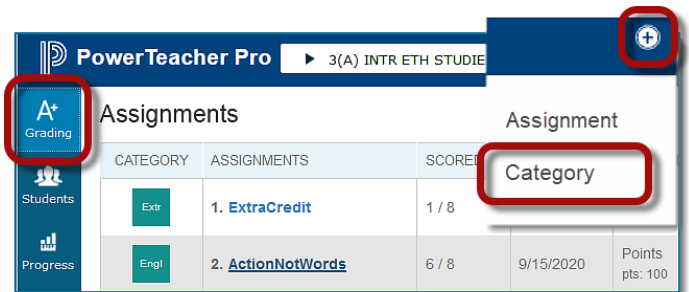 PowerTeacher Pro
3(A) INTR ETH STUDIE
A+
Grading
Students
Progress
Assignments
CATEGORY ASSIGNMENTS SCORED
Extr 1. ExtraCredit 1 / 8
Engl 2. ActionNotWords 6 / 8 9/15/2020 Points
pts: 100
Assignment
Category